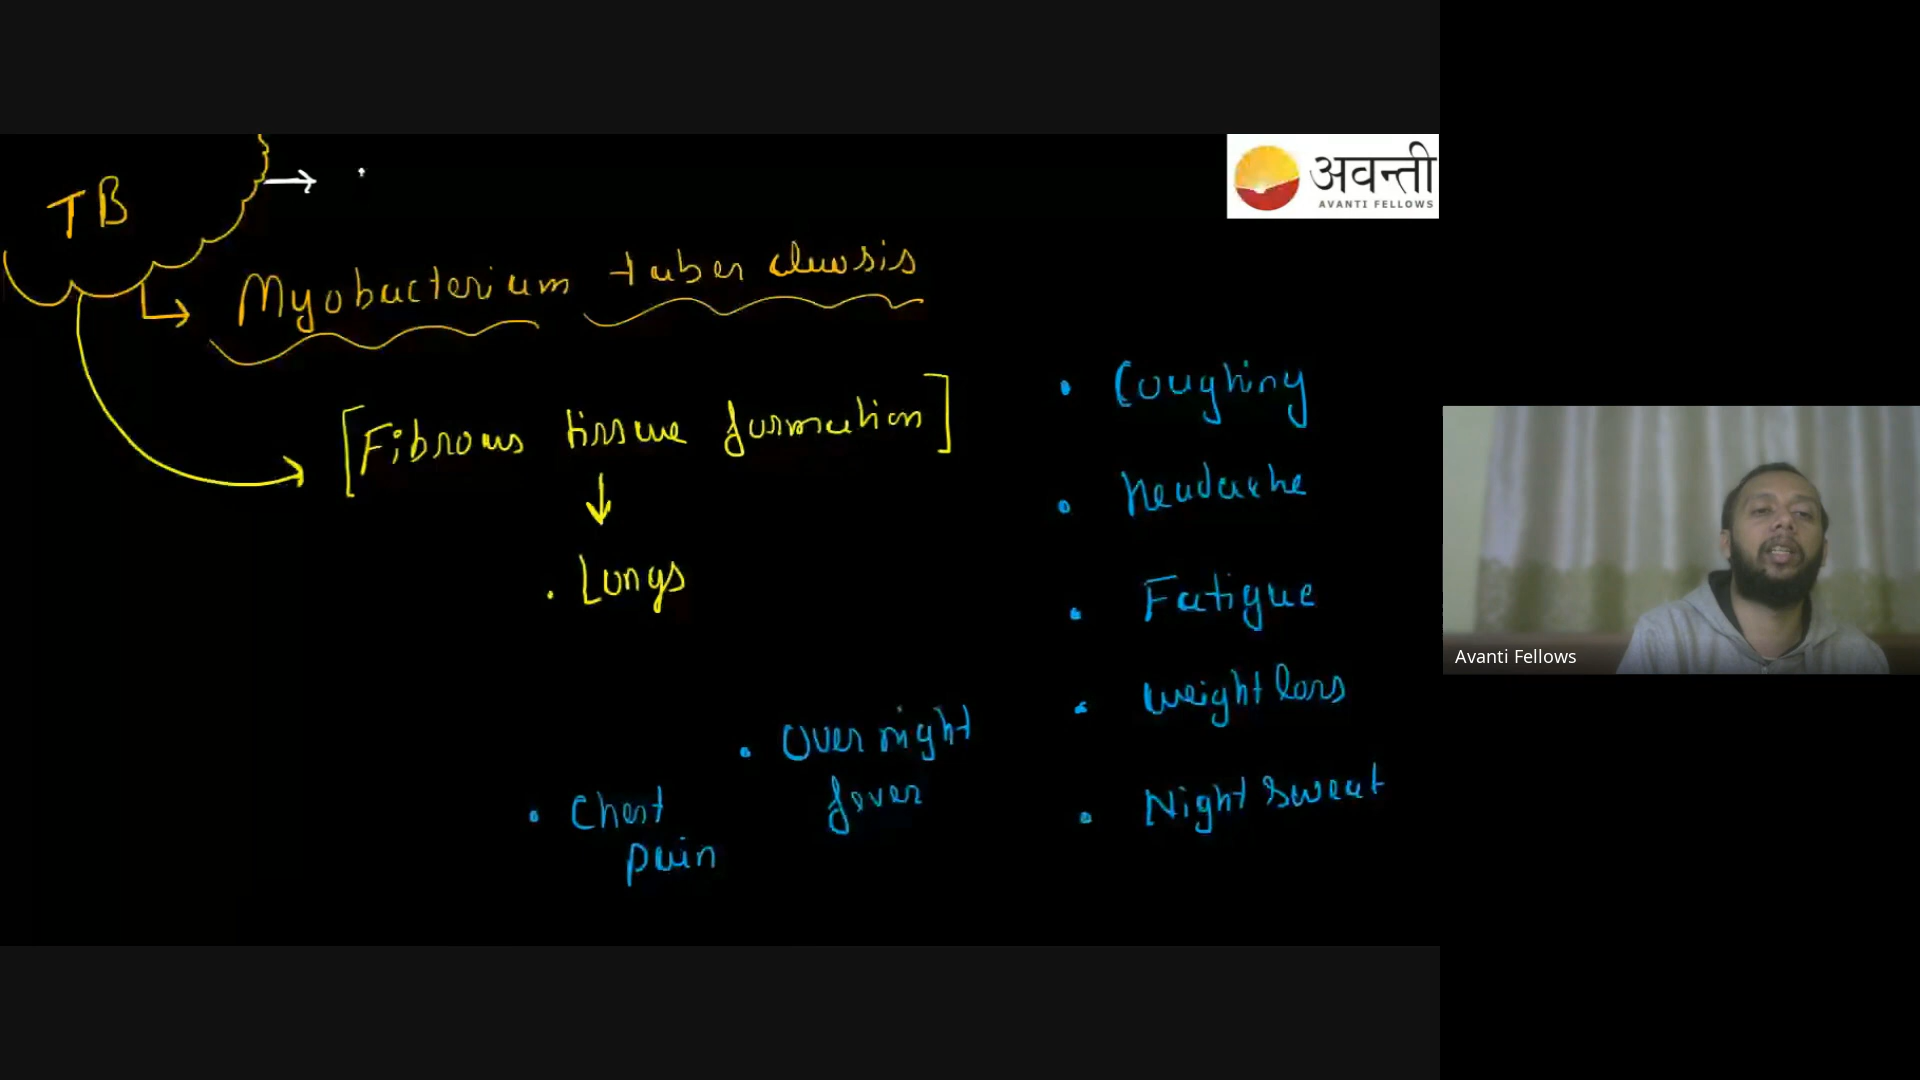 TB
अवन्ती
AVANTI FELLOWS
Myobacterium tuberclusis
[Fibrous tissue formation]
Lungs
• Coughing
• headache
• Fatigue
• weight loss
• Night sweat
• Over night
fever
• Chest
pain
Avanti Fellows